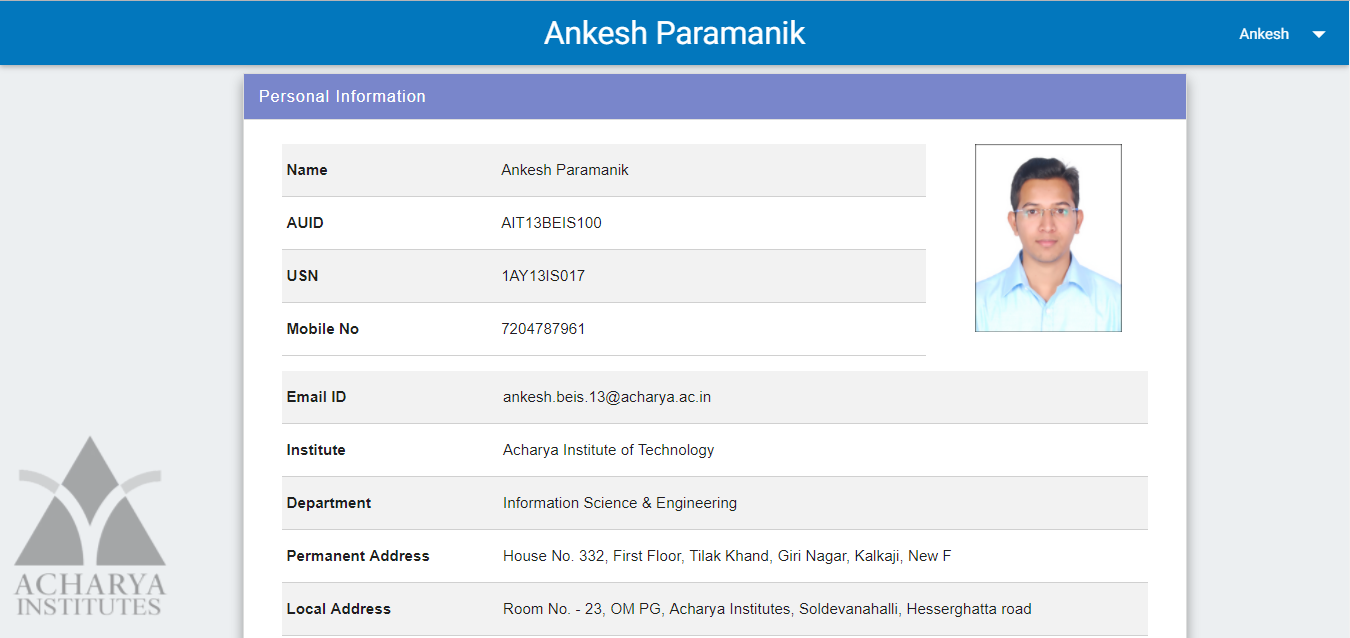 Ankesh Paramanik
Ankesh
Personal Information
Name Ankesh Paramanik
AUID AIT13BEIS100
USN 1AY13IS017
Mobile No 7204787961
Email ID ankesh.beis.13@acharya.ac.in
Institute Acharya Institute of Technology
Department Information Science & Engineering
Permanent Address House No. 332, First Floor, Tilak Khand, Giri Nagar, Kalkaji, New F
Local Address Room No. - 23, OM PG, Acharya Institutes, Soldevanahalli, Hesserghatta road
ACHARYA
INSTITUTES